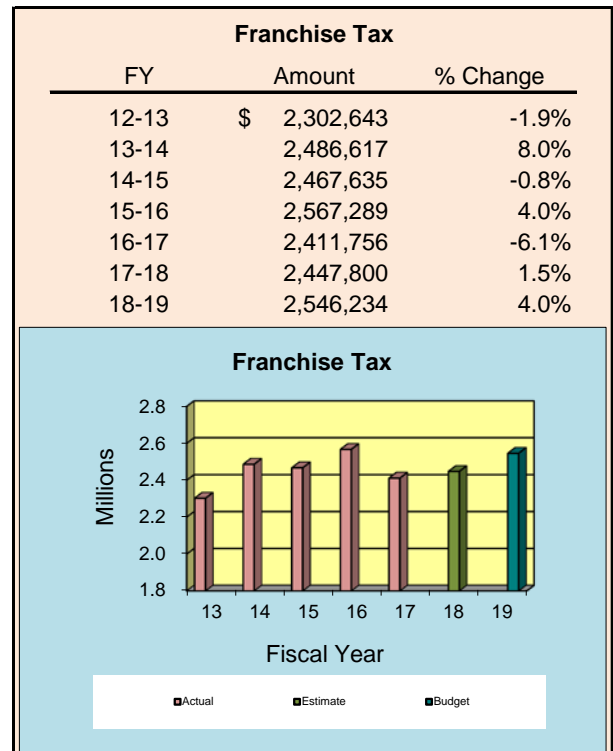 Franchise Tax
FY Amount % Change
12-13 $ 2,302,643 -1.9%
13-14 2,486,617 8.0%
14-15 2,467,635 -0.8%
15-16 2,567,289 4.0%
16-17 2,411,756 -6.1%
17-18 2,447,800 1.5%
18-19 2,546,234 4.0%
Franchise Tax
2.8
2.6
2.4
2.2
2.0
1.8
Millions
13 14 15 16 17 18 19
Fiscal Year
Actual Estimate Budget